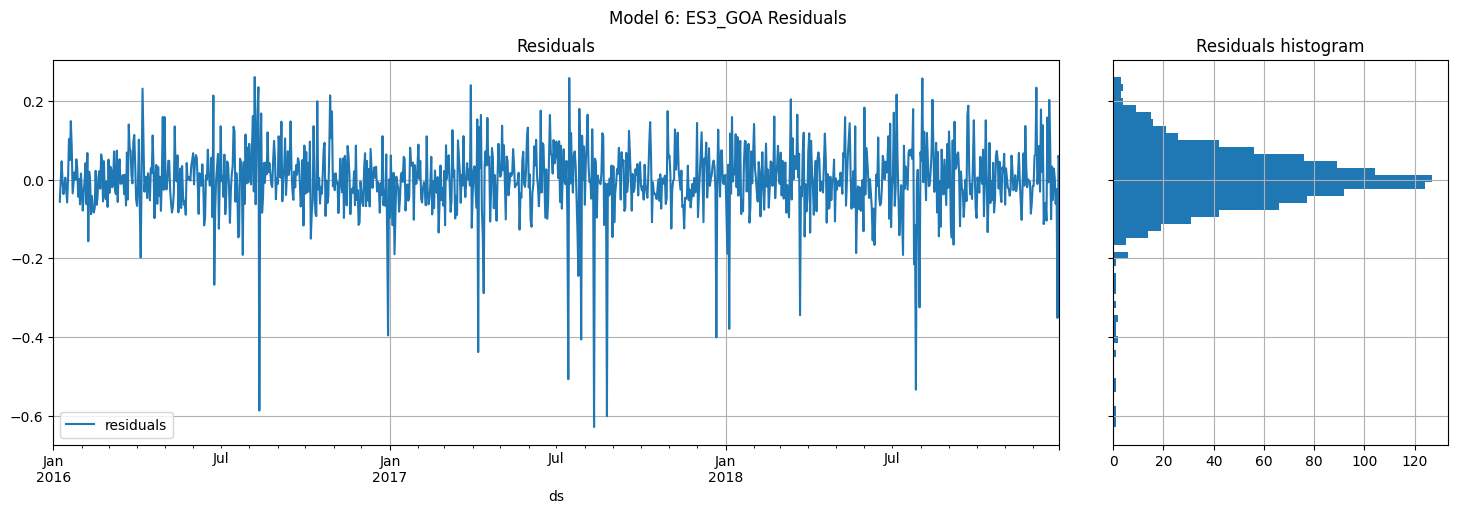 Model 6: ES3_GOA Residuals
Residuals
Residuals histogram
0.2
0.0
−0.2
−0.4
−0.6
residuals
Jan
2016
Jul
Jan
2017
Jul
Jan
2018
Jul
ds
0 20 40 60 80 100 120